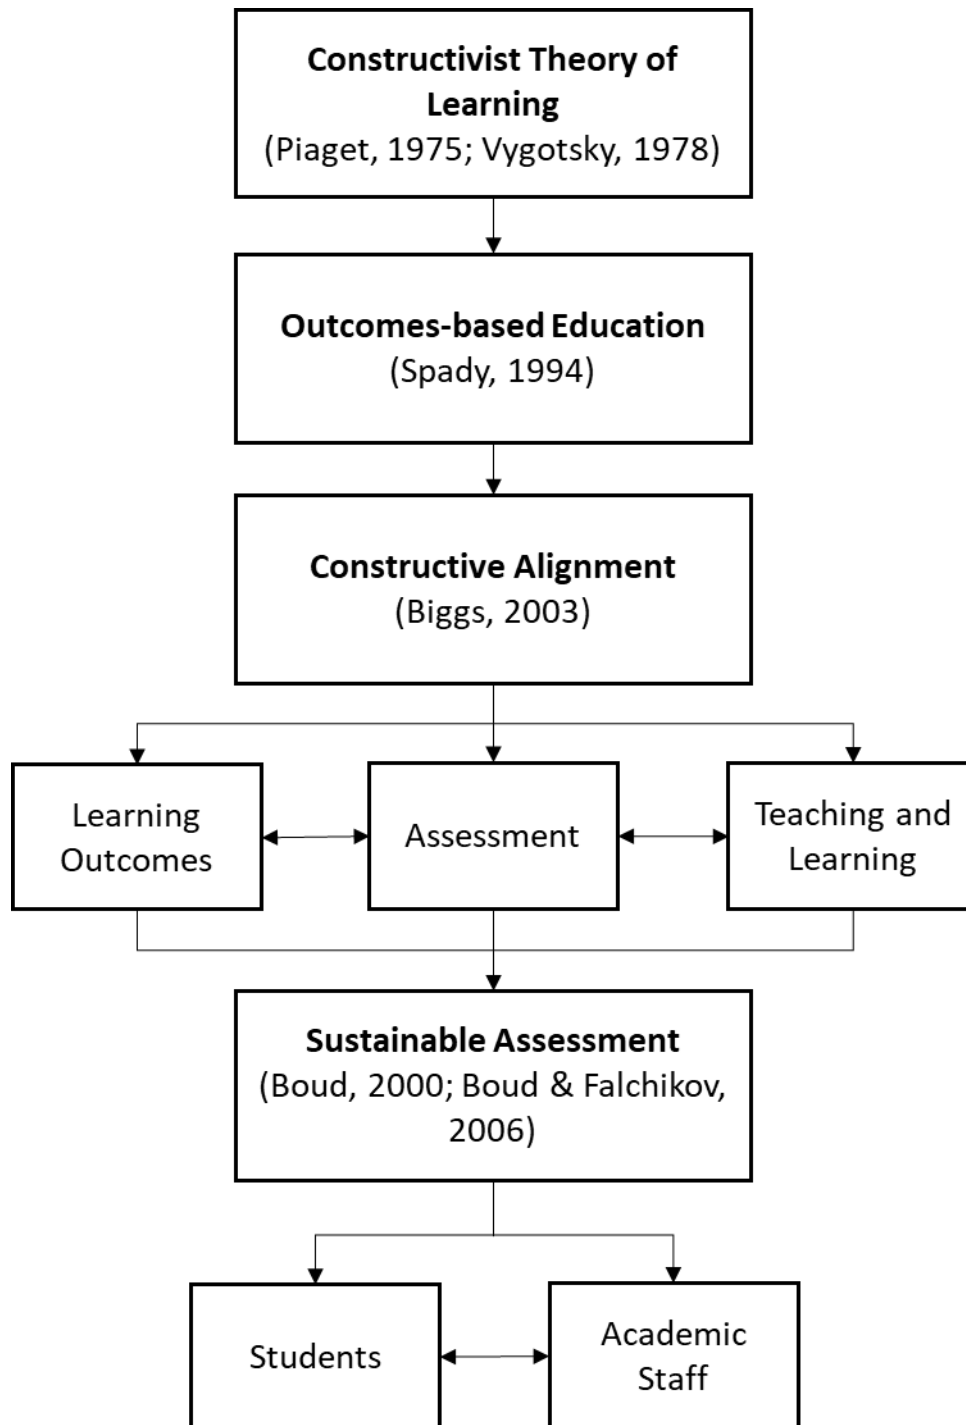 Constructivist Theory of
Learning
(Piaget, 1975; Vygotsky, 1978)
Outcomes-based Education
(Spady, 1994)
Constructive Alignment
(Biggs, 2003)
Learning
Outcomes
Assessment
Teaching and
Learning
Sustainable Assessment
(Boud, 2000; Boud & Falchikov,
2006)
Students
Academic
Staff